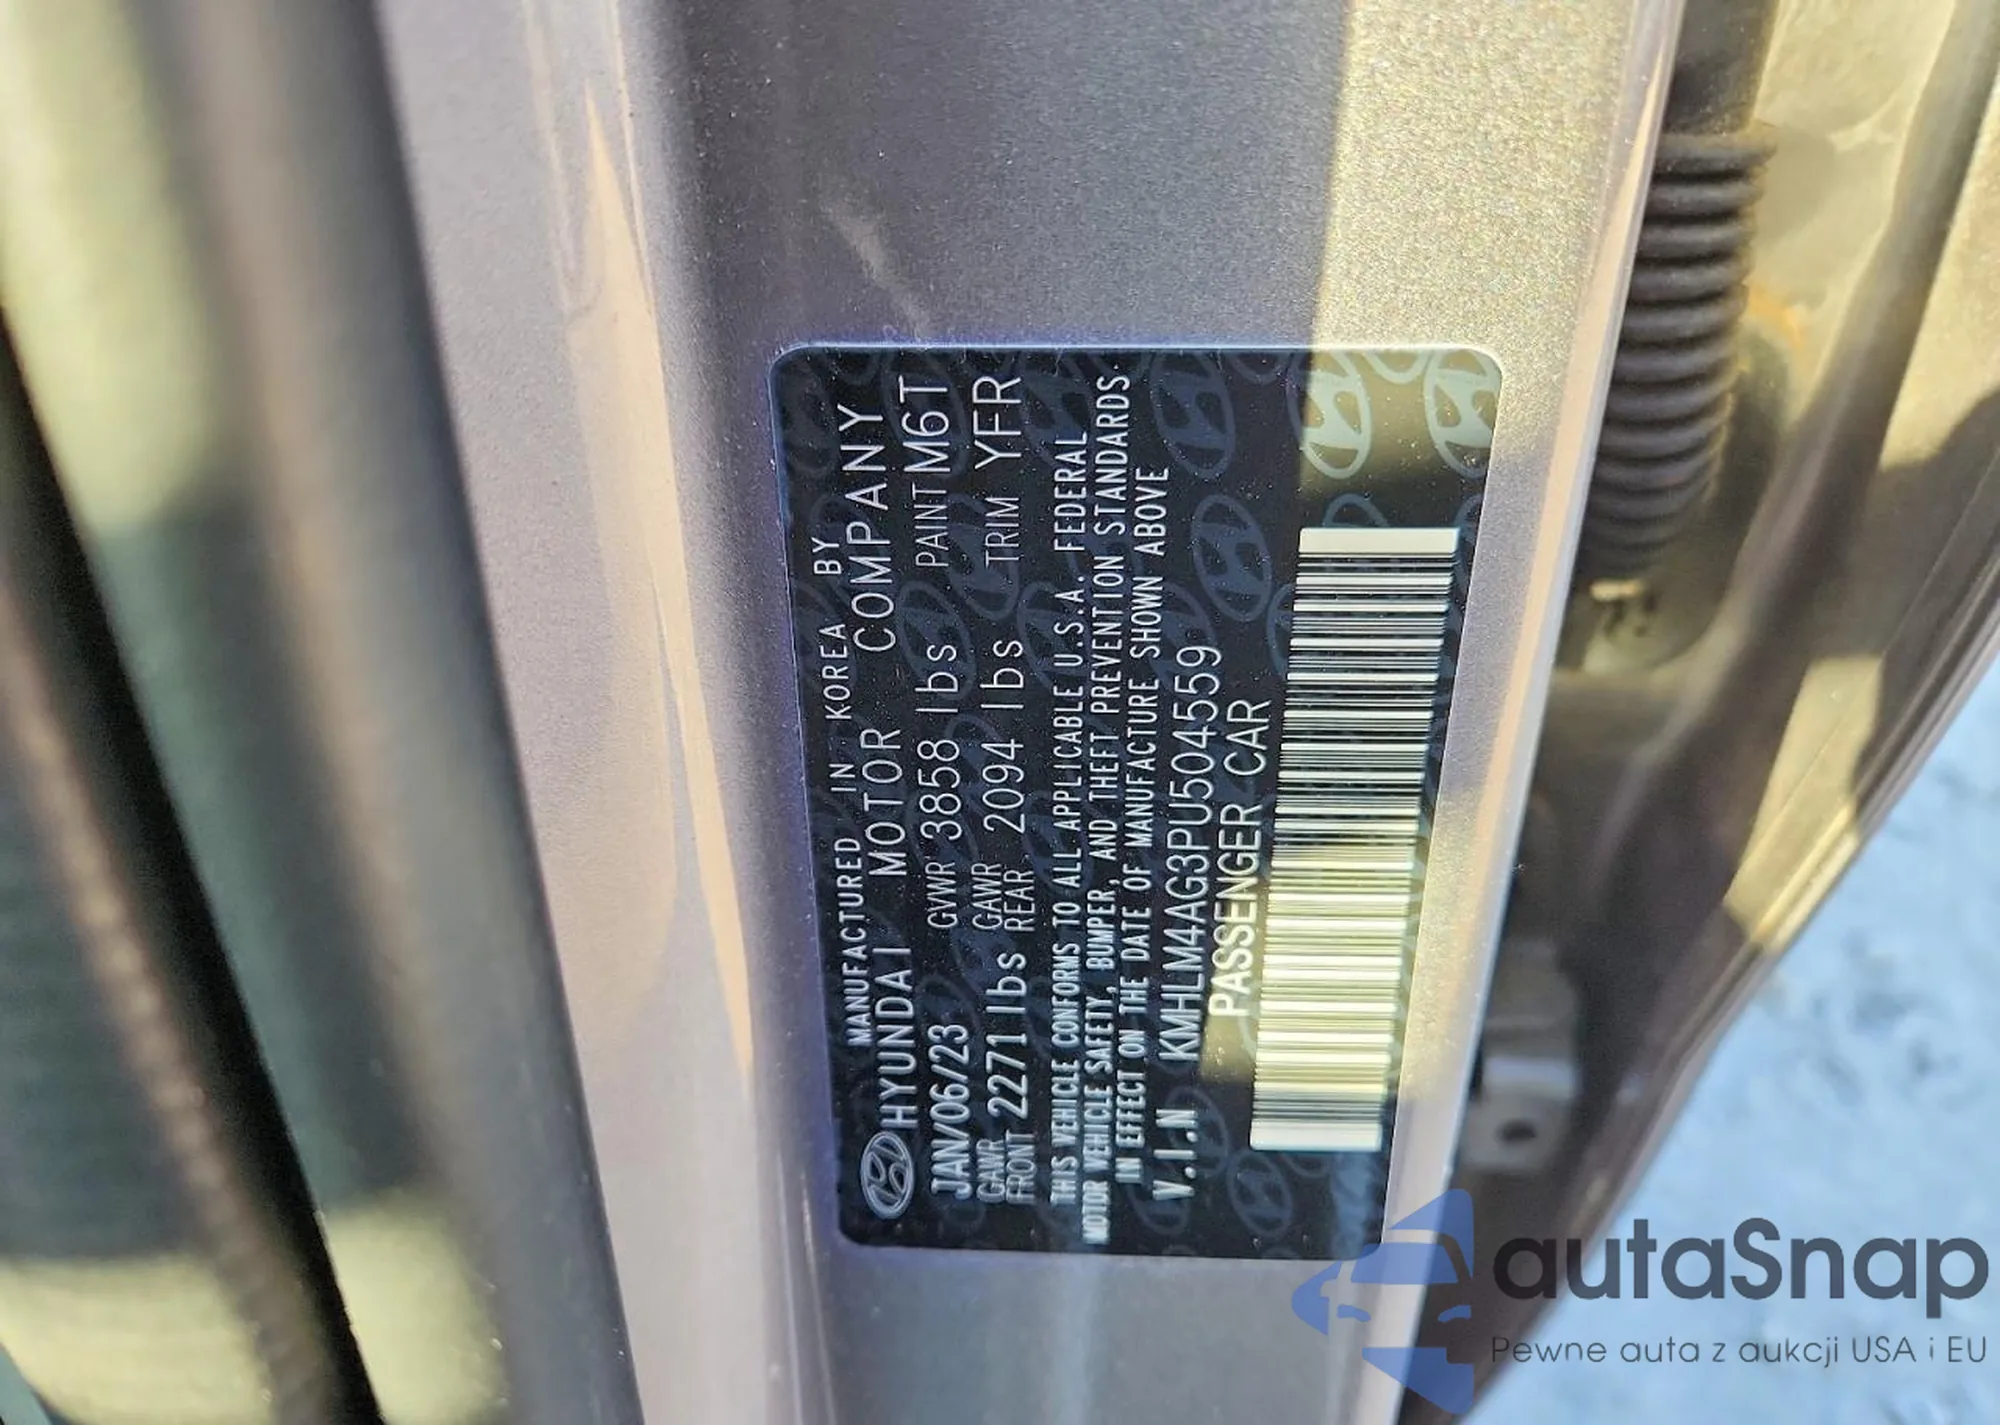 MANUFACTURED IN KOREA BY
HYUNDAI MOTOR COMPANY
JAN/06/23 GVWR 3858 lbs PAINT M6T
GAWR FRONT 2271 lbs GAWR REAR 2094 lbs TRIM YFR
THIS VEHICLE CONFORMS TO ALL APPLICABLE U.S.A. FEDERAL
MOTOR VEHICLE SAFETY, BUMPER, AND THEFT PREVENTION STANDARDS
IN EFFECT ON THE DATE OF MANUFACTURE SHOWN ABOVE
V.I.N KMHLM4AG3PU504559
PASSENGER CAR
autaSnap
Pewne auta z aukcji USA i EU